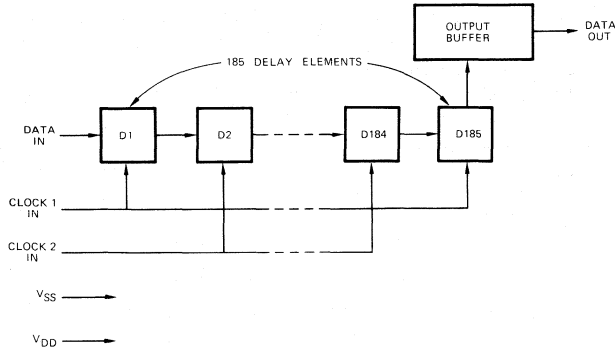 OUTPUT
BUFFER
DATA
OUT
185 DELAY ELEMENTS
DATA
IN
D1
D2
D184
D185
CLOCK 1
IN
CLOCK 2
IN
VSS
VDD